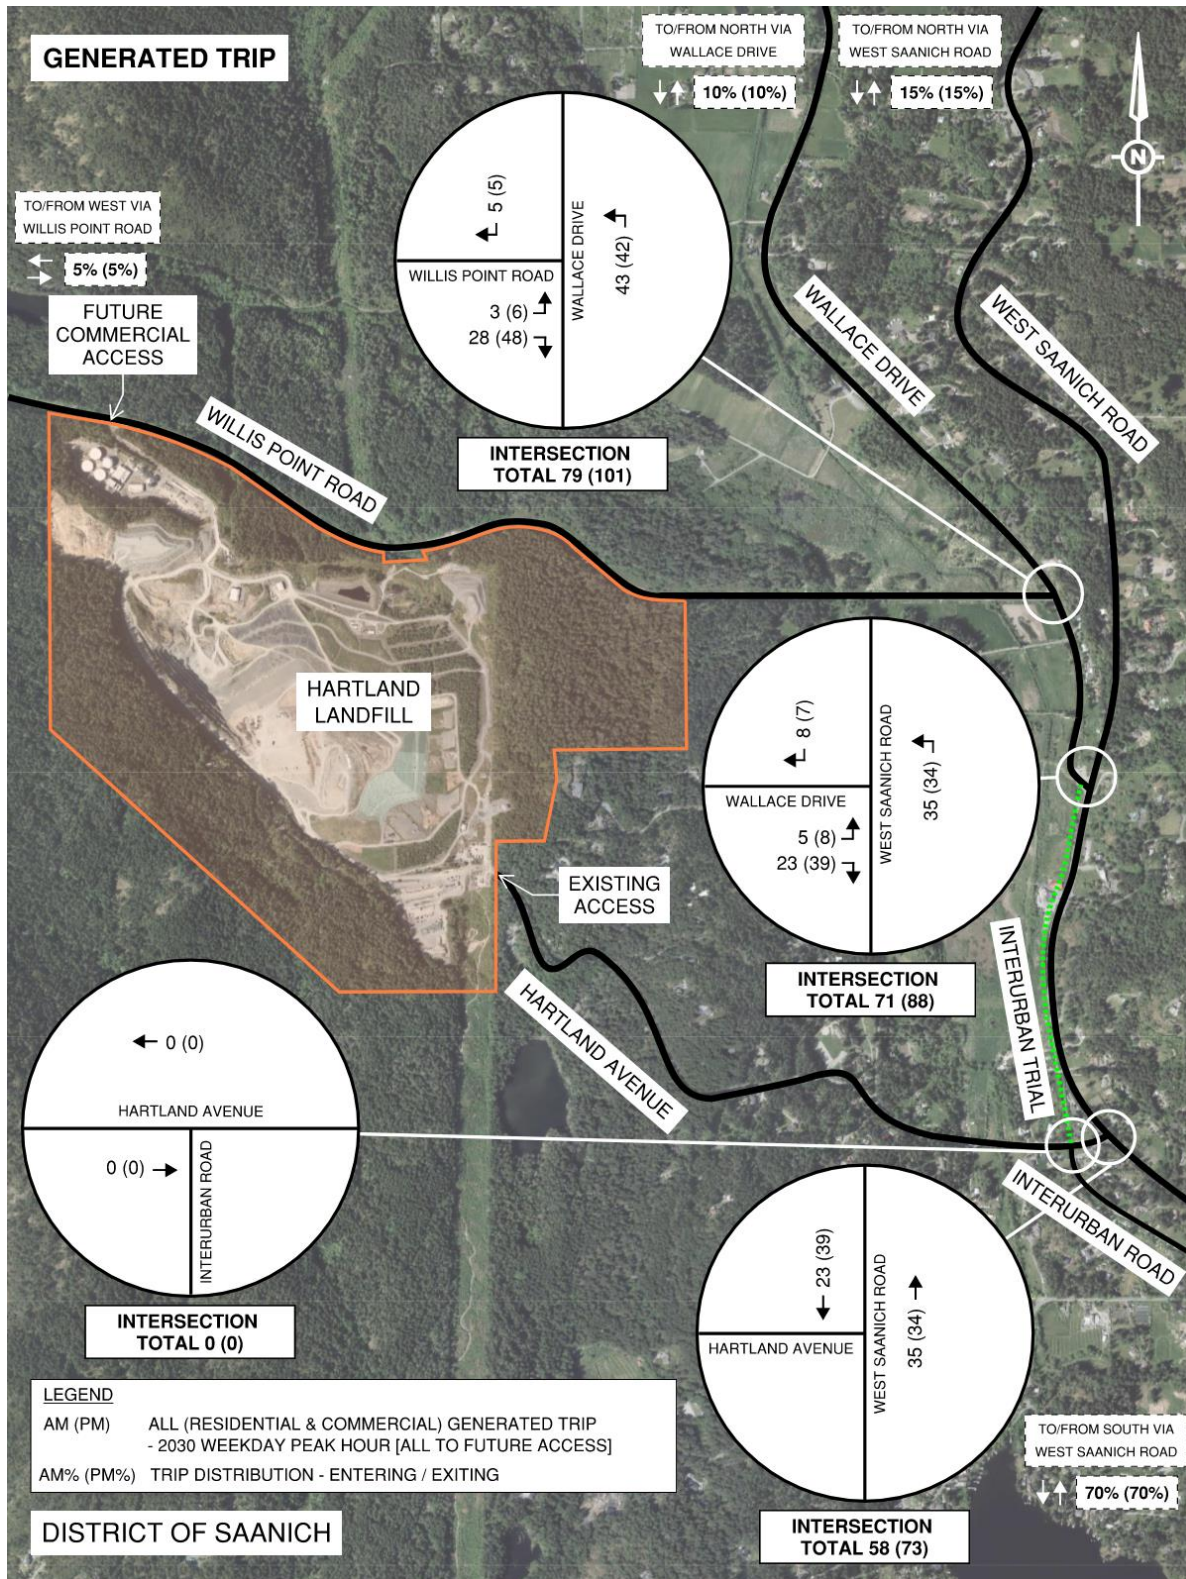 GENERATED TRIP
TO/FROM NORTH VIA
WALLACE DRIVE
10% (10%)
TO/FROM NORTH VIA
WEST SAANICH ROAD
15% (15%)
N
TO/FROM WEST VIA
WILLIS POINT ROAD
5% (5%)
FUTURE
COMMERCIAL
ACCESS
5 (5)
WILLIS POINT ROAD
3 (6)
28 (48)
WALLACE DRIVE
43 (42)
INTERSECTION
TOTAL 79 (101)
WALLACE DRIVE
WEST SAANICH ROAD
WILLIS POINT ROAD
HARTLAND
LANDFILL
8 (7)
WALLACE DRIVE
5 (8)
23 (39)
WEST SAANICH ROAD
35 (34)
INTERSECTION
TOTAL 71 (88)
EXISTING
ACCESS
HARTLAND AVENUE
INTERURBAN TRIAL
INTERURBAN ROAD
0 (0)
HARTLAND AVENUE
0 (0)
INTERURBAN ROAD
INTERSECTION
TOTAL 0 (0)
23 (39)
HARTLAND AVENUE
WEST SAANICH ROAD
35 (34)
INTERSECTION
TOTAL 58 (73)
TO/FROM SOUTH VIA
WEST SAANICH ROAD
70% (70%)
LEGEND
AM (PM) ALL (RESIDENTIAL & COMMERCIAL) GENERATED TRIP
- 2030 WEEKDAY PEAK HOUR [ALL TO FUTURE ACCESS]
AM% (PM%) TRIP DISTRIBUTION - ENTERING / EXITING
DISTRICT OF SAANICH